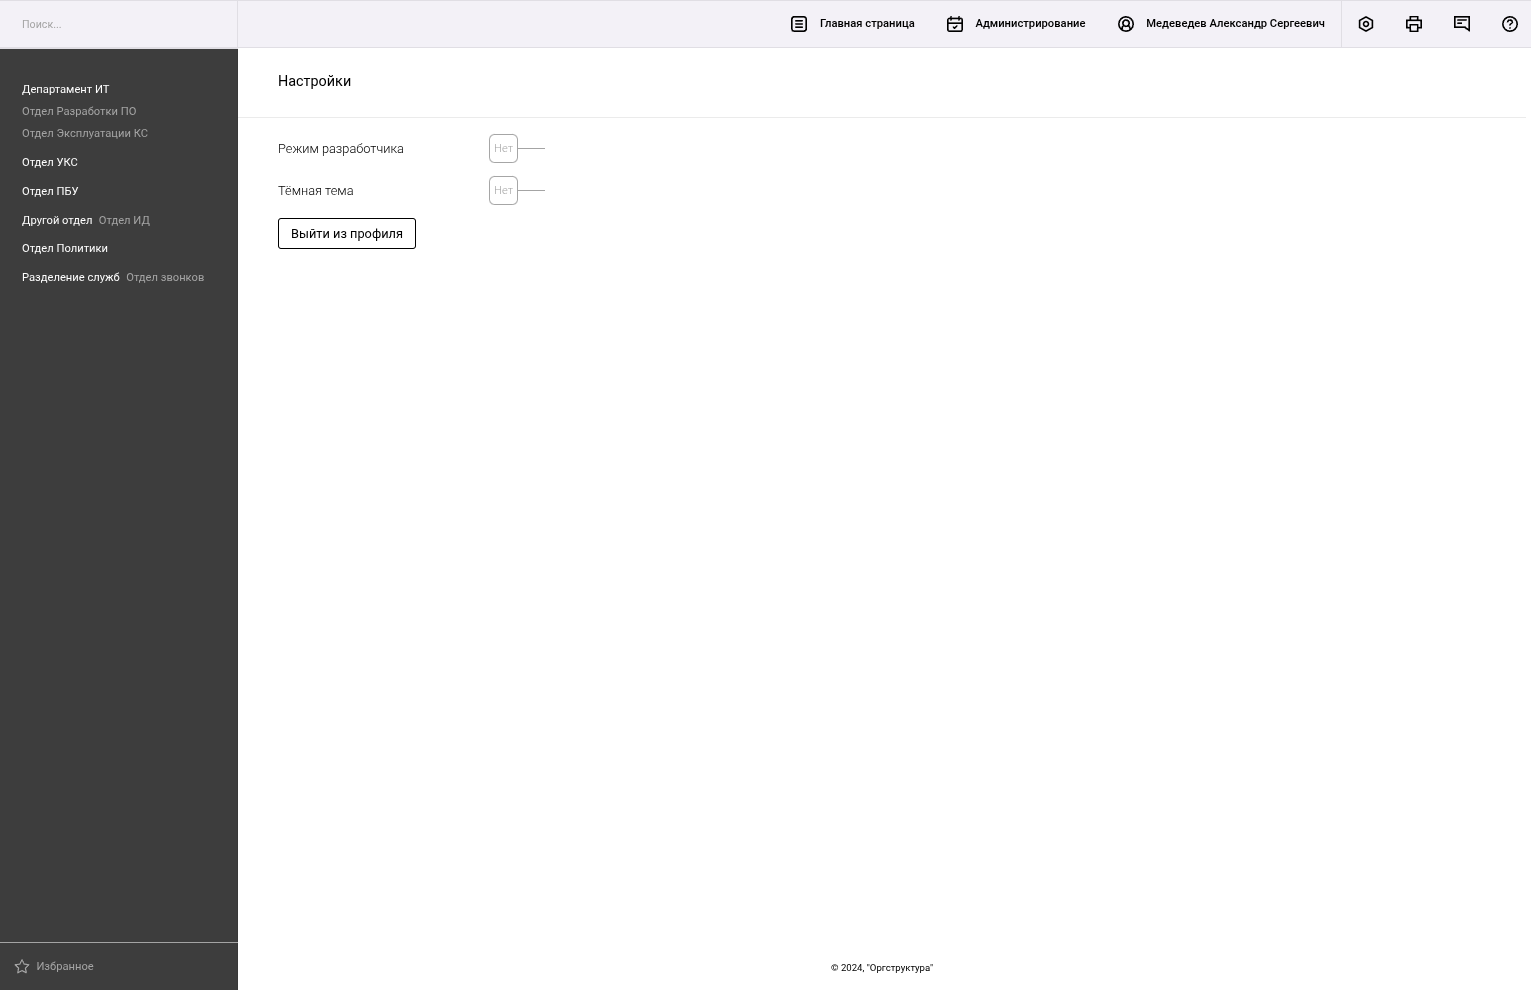 Поиск...
Главная страница
Администрирование
Медеведев Александр Сергеевич
Департамент ИТ
Отдел Разработки ПО
Отдел Эксплуатации КС
Отдел УКС
Отдел ПБУ
Другой отдел Отдел ИД
Отдел Политики
Разделение служб Отдел звонков
Избранное
Настройки
Режим разработчика Нет
Тёмная тема Нет
Выйти из профиля
© 2024, "Оргструктура"